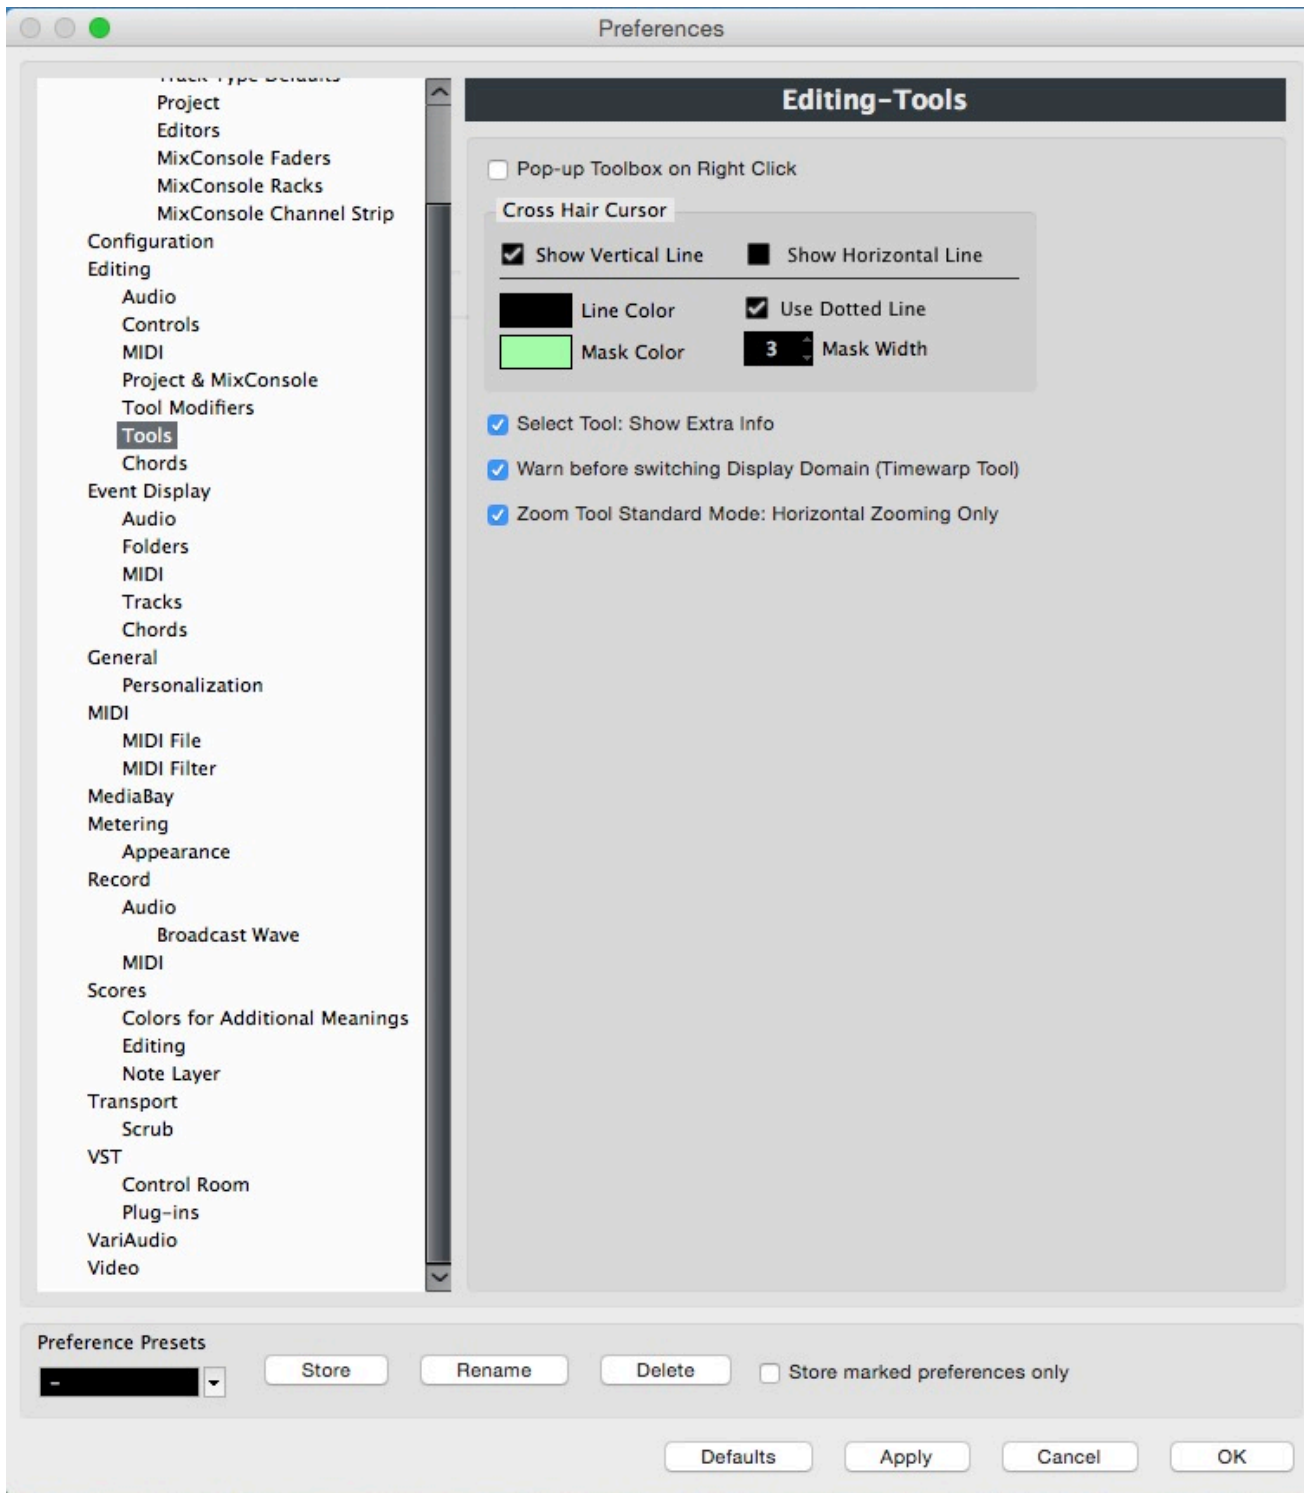 Preferences
Track Type Defaults
Project
Editors
MixConsole Faders
MixConsole Racks
MixConsole Channel Strip
Configuration
Editing
Audio
Controls
MIDI
Project & MixConsole
Tool Modifiers
Tools
Chords
Event Display
Audio
Folders
MIDI
Tracks
Chords
General
Personalization
MIDI
MIDI File
MIDI Filter
MediaBay
Metering
Appearance
Record
Audio
Broadcast Wave
MIDI
Scores
Colors for Additional Meanings
Editing
Note Layer
Transport
Scrub
VST
Control Room
Plug-ins
VariAudio
Video
Editing-Tools
Pop-up Toolbox on Right Click
Cross Hair Cursor
Show Vertical Line Show Horizontal Line
Line Color Use Dotted Line
Mask Color 3 Mask Width
Select Tool: Show Extra Info
Warn before switching Display Domain (Timewarp Tool)
Zoom Tool Standard Mode: Horizontal Zooming Only
Preference Presets
- Store Rename Delete Store marked preferences only
Defaults Apply Cancel OK